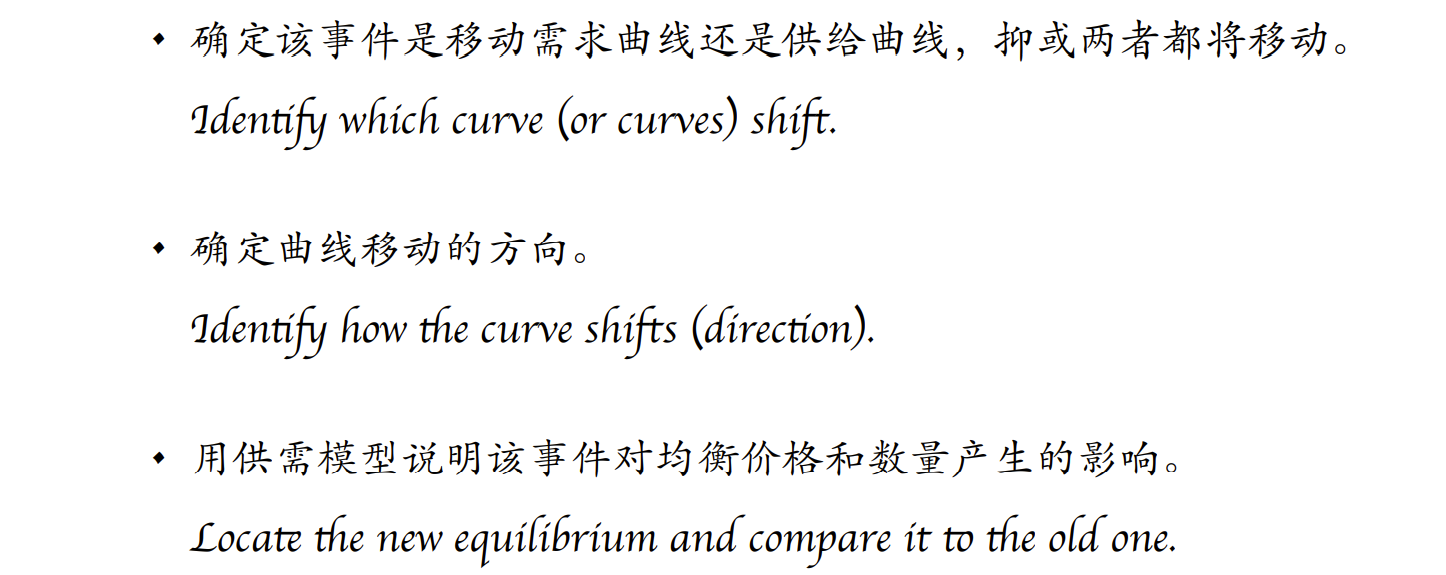 ◆ 确定该事件是移动需求曲线还是供给曲线，抑或两者都将移动。
Identify which curve (or curves) shift.
◆ 确定曲线移动的方向。
Identify how the curve shifts (direction).
◆ 用供需模型说明该事件对均衡价格和数量产生的影响。
Locate the new equilibrium and compare it to the old one.